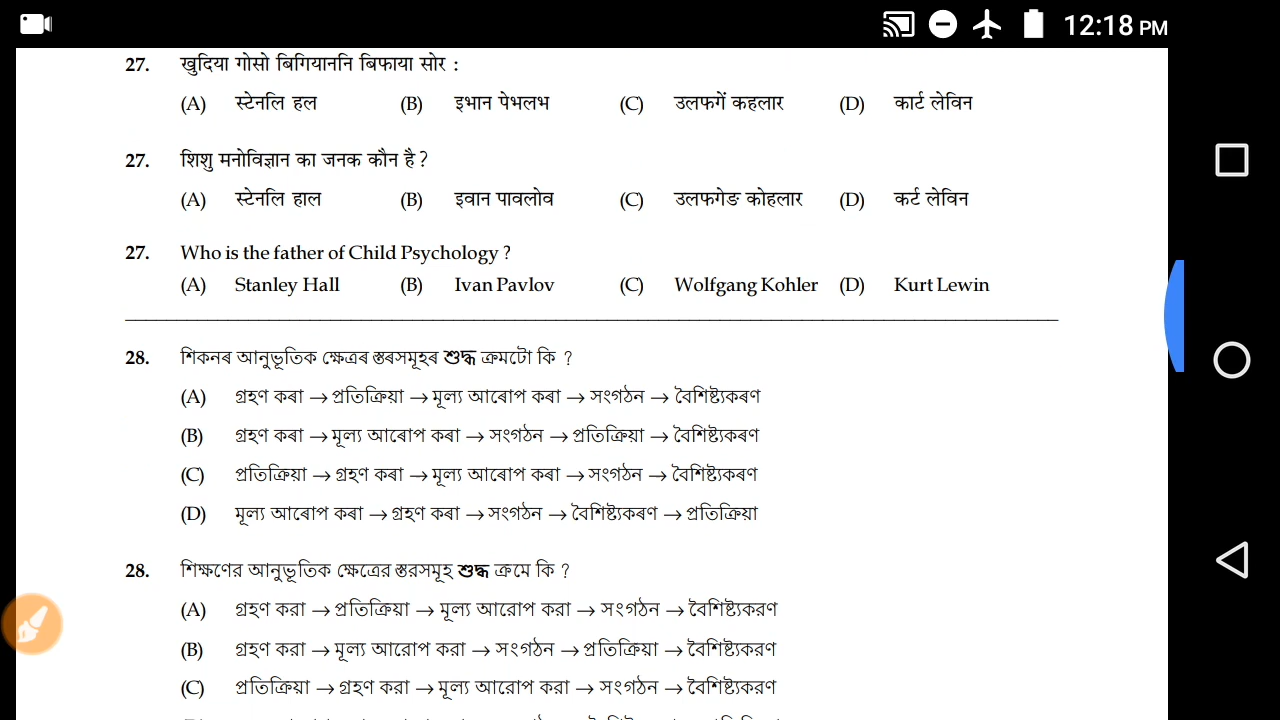 12:18 PM
27. खुदिया गोसो बिगियाननि बिफाया सोर :
(A) स्टेनलि हल (B) इभान पेभलभ (C) उलफगें कहलार (D) कार्ट लेविन
27. शिशु मनोविज्ञान का जनक कौन है ?
(A) स्टेनलि हाल (B) इवान पावलोव (C) उलफगेङ कोहलार (D) कर्ट लेविन
27. Who is the father of Child Psychology ?
(A) Stanley Hall (B) Ivan Pavlov (C) Wolfgang Kohler (D) Kurt Lewin
28. শিকনৰ আনুভূতিক ক্ষেত্ৰৰ স্তৰসমূহৰ শুদ্ধ ক্ৰমটো কি ?
(A) গ্ৰহণ কৰা → প্ৰতিক্ৰিয়া → মূল্য আৰোপ কৰা → সংগঠন → বৈশিষ্ট্যকৰণ
(B) গ্ৰহণ কৰা → মূল্য আৰোপ কৰা → সংগঠন → প্ৰতিক্ৰিয়া → বৈশিষ্ট্যকৰণ
(C) প্ৰতিক্ৰিয়া → গ্ৰহণ কৰা → মূল্য আৰোপ কৰা → সংগঠন → বৈশিষ্ট্যকৰণ
(D) মূল্য আৰোপ কৰা → গ্ৰহণ কৰা → সংগঠন → বৈশিষ্ট্যকৰণ → প্ৰতিক্ৰিয়া
28. শিক্ষণের আনুভূতিক ক্ষেত্রের স্তরসমূহ শুদ্ধ ক্রমে কি ?
(A) গ্রহণ করা → প্রতিক্রিয়া → মূল্য আরোপ করা → সংগঠন → বৈশিষ্ট্যকরণ
(B) গ্রহণ করা → মূল্য আরোপ করা → সংগঠন → প্রতিক্রিয়া → বৈশিষ্ট্যকরণ
(C) প্রতিক্রিয়া → গ্রহণ করা → মূল্য আরোপ করা → সংগঠন → বৈশিষ্ট্যকরণ